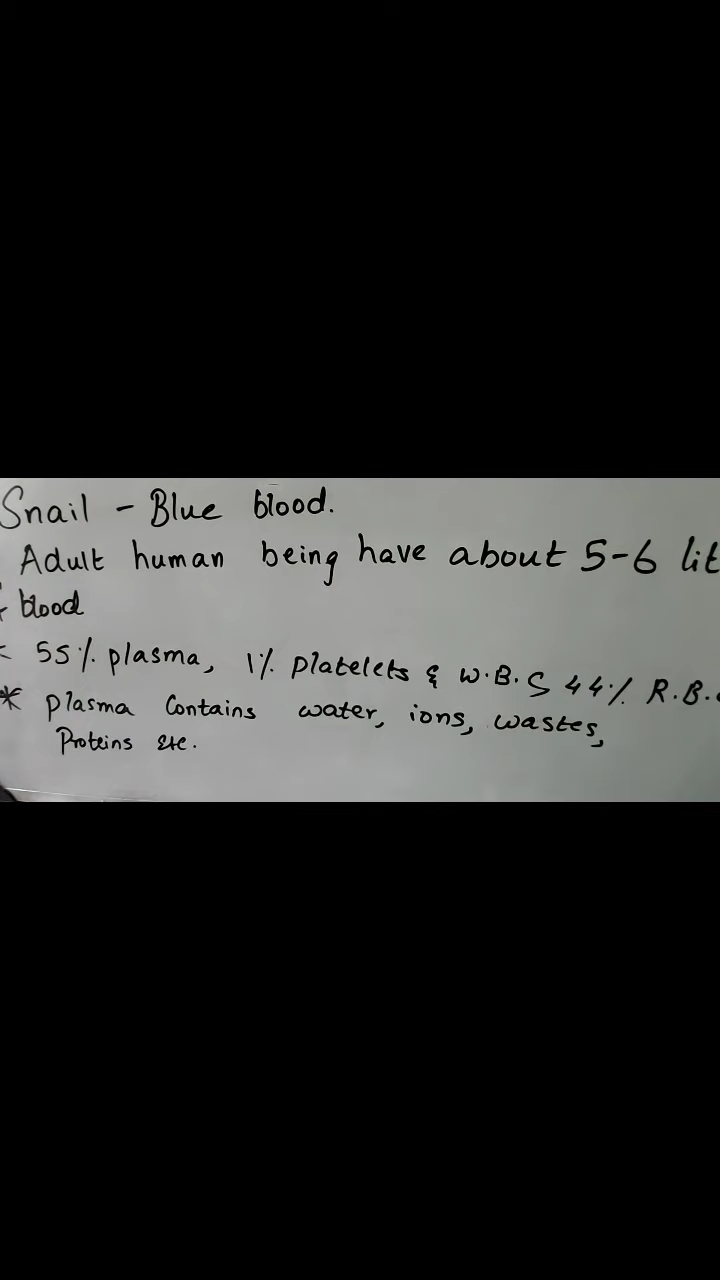 Snail - Blue blood.
Adult human being have about 5-6 lit
blood
55% plasma, 1% Platelets & W.B.S 44% R.B.
* plasma Contains water, ions, wastes,
Proteins etc.